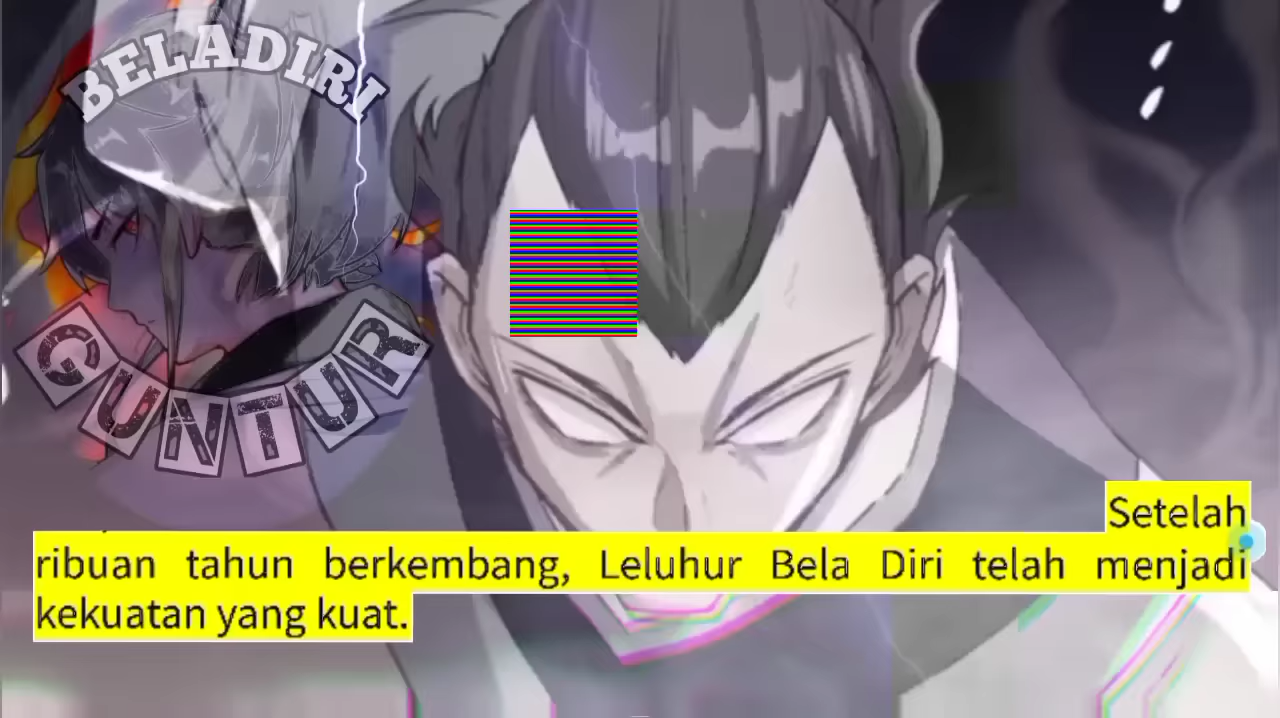 BELADIRI
GUNTUR
Setelah
ribuan tahun berkembang, Leluhur Bela Diri telah menjadi
kekuatan yang kuat.